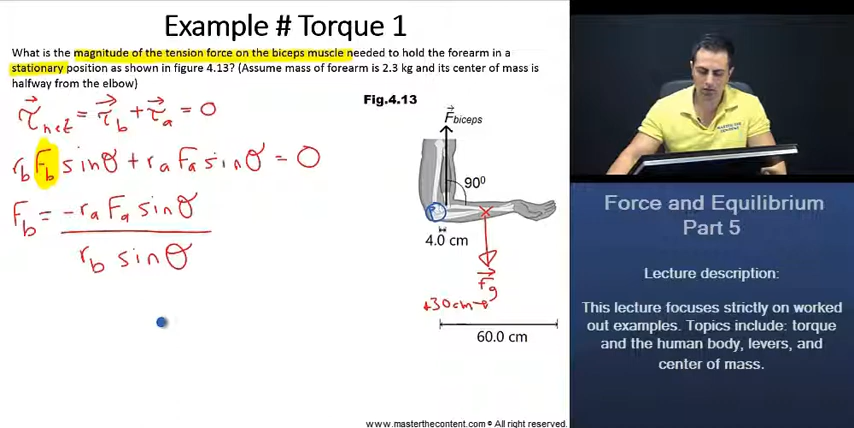 Example # Torque 1
What is the magnitude of the tension force on the biceps muscle needed to hold the forearm in a
stationary position as shown in figure 4.13? (Assume mass of forearm is 2.3 kg and its center of mass is
halfway from the elbow)
τ⃗net = τ⃗b + τ⃗a = 0
rb Fb sinθ + ra Fa sinθ = 0
Fb = -ra Fa sinθ
rb sinθ
Fig.4.13
F⃗biceps
90⁰
4.0 cm
F⃗g
30cm
60.0 cm
www.masterthecontent.com © All right reserved.
Force and Equilibrium
Part 5
Lecture description:
This lecture focuses strictly on worked
out examples. Topics include: torque
and the human body, levers, and
center of mass.